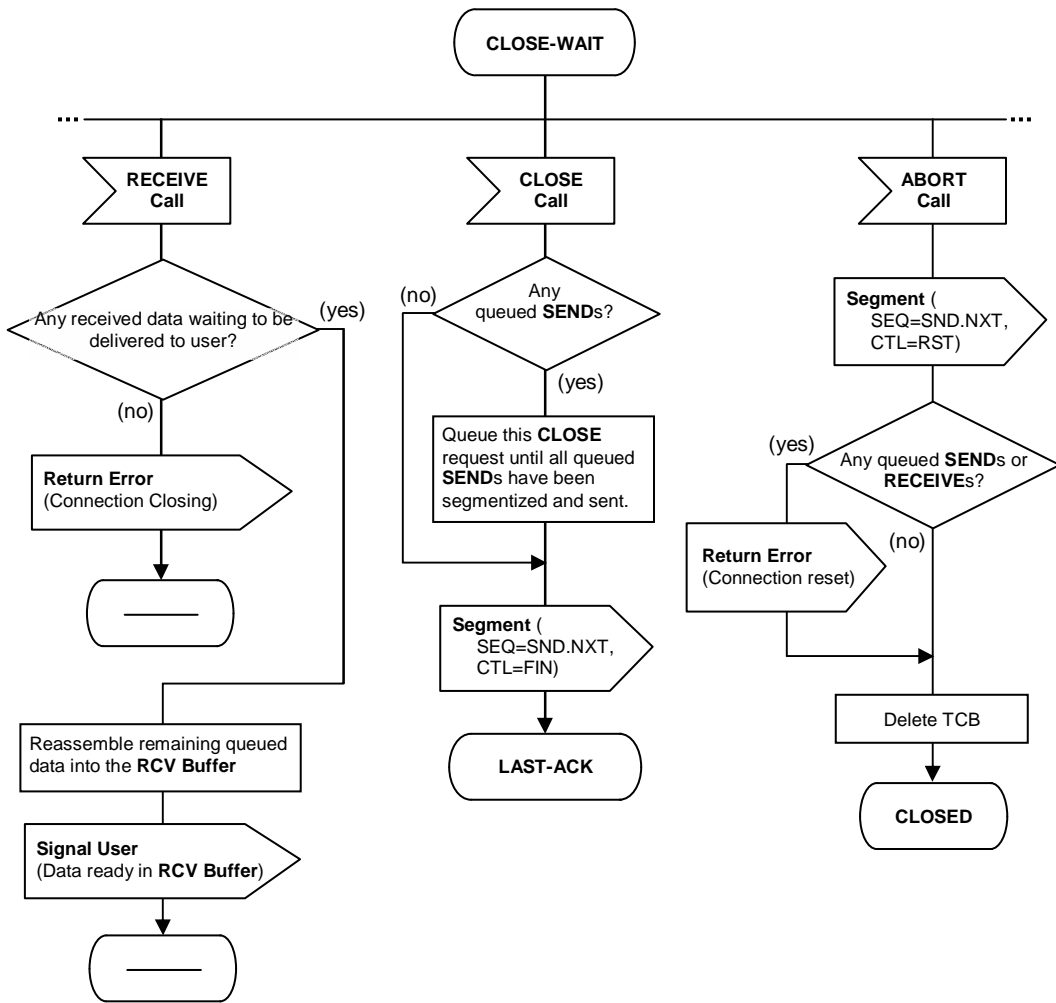 CLOSE-WAIT
RECEIVE
Call
Any received data waiting to be
delivered to user?
(yes)
(no)
Return Error
(Connection Closing)
Reassemble remaining queued
data into the RCV Buffer
Signal User
(Data ready in RCV Buffer)
CLOSE
Call
(no)
Any
queued SENDs?
(yes)
Queue this CLOSE
request until all queued
SENDs have been
segmentized and sent.
Segment (
SEQ=SND.NXT,
CTL=FIN)
LAST-ACK
ABORT
Call
Segment (
SEQ=SND.NXT,
CTL=RST)
(yes)
Any queued SENDs or
RECEIVEs?
(no)
Return Error
(Connection reset)
Delete TCB
CLOSED